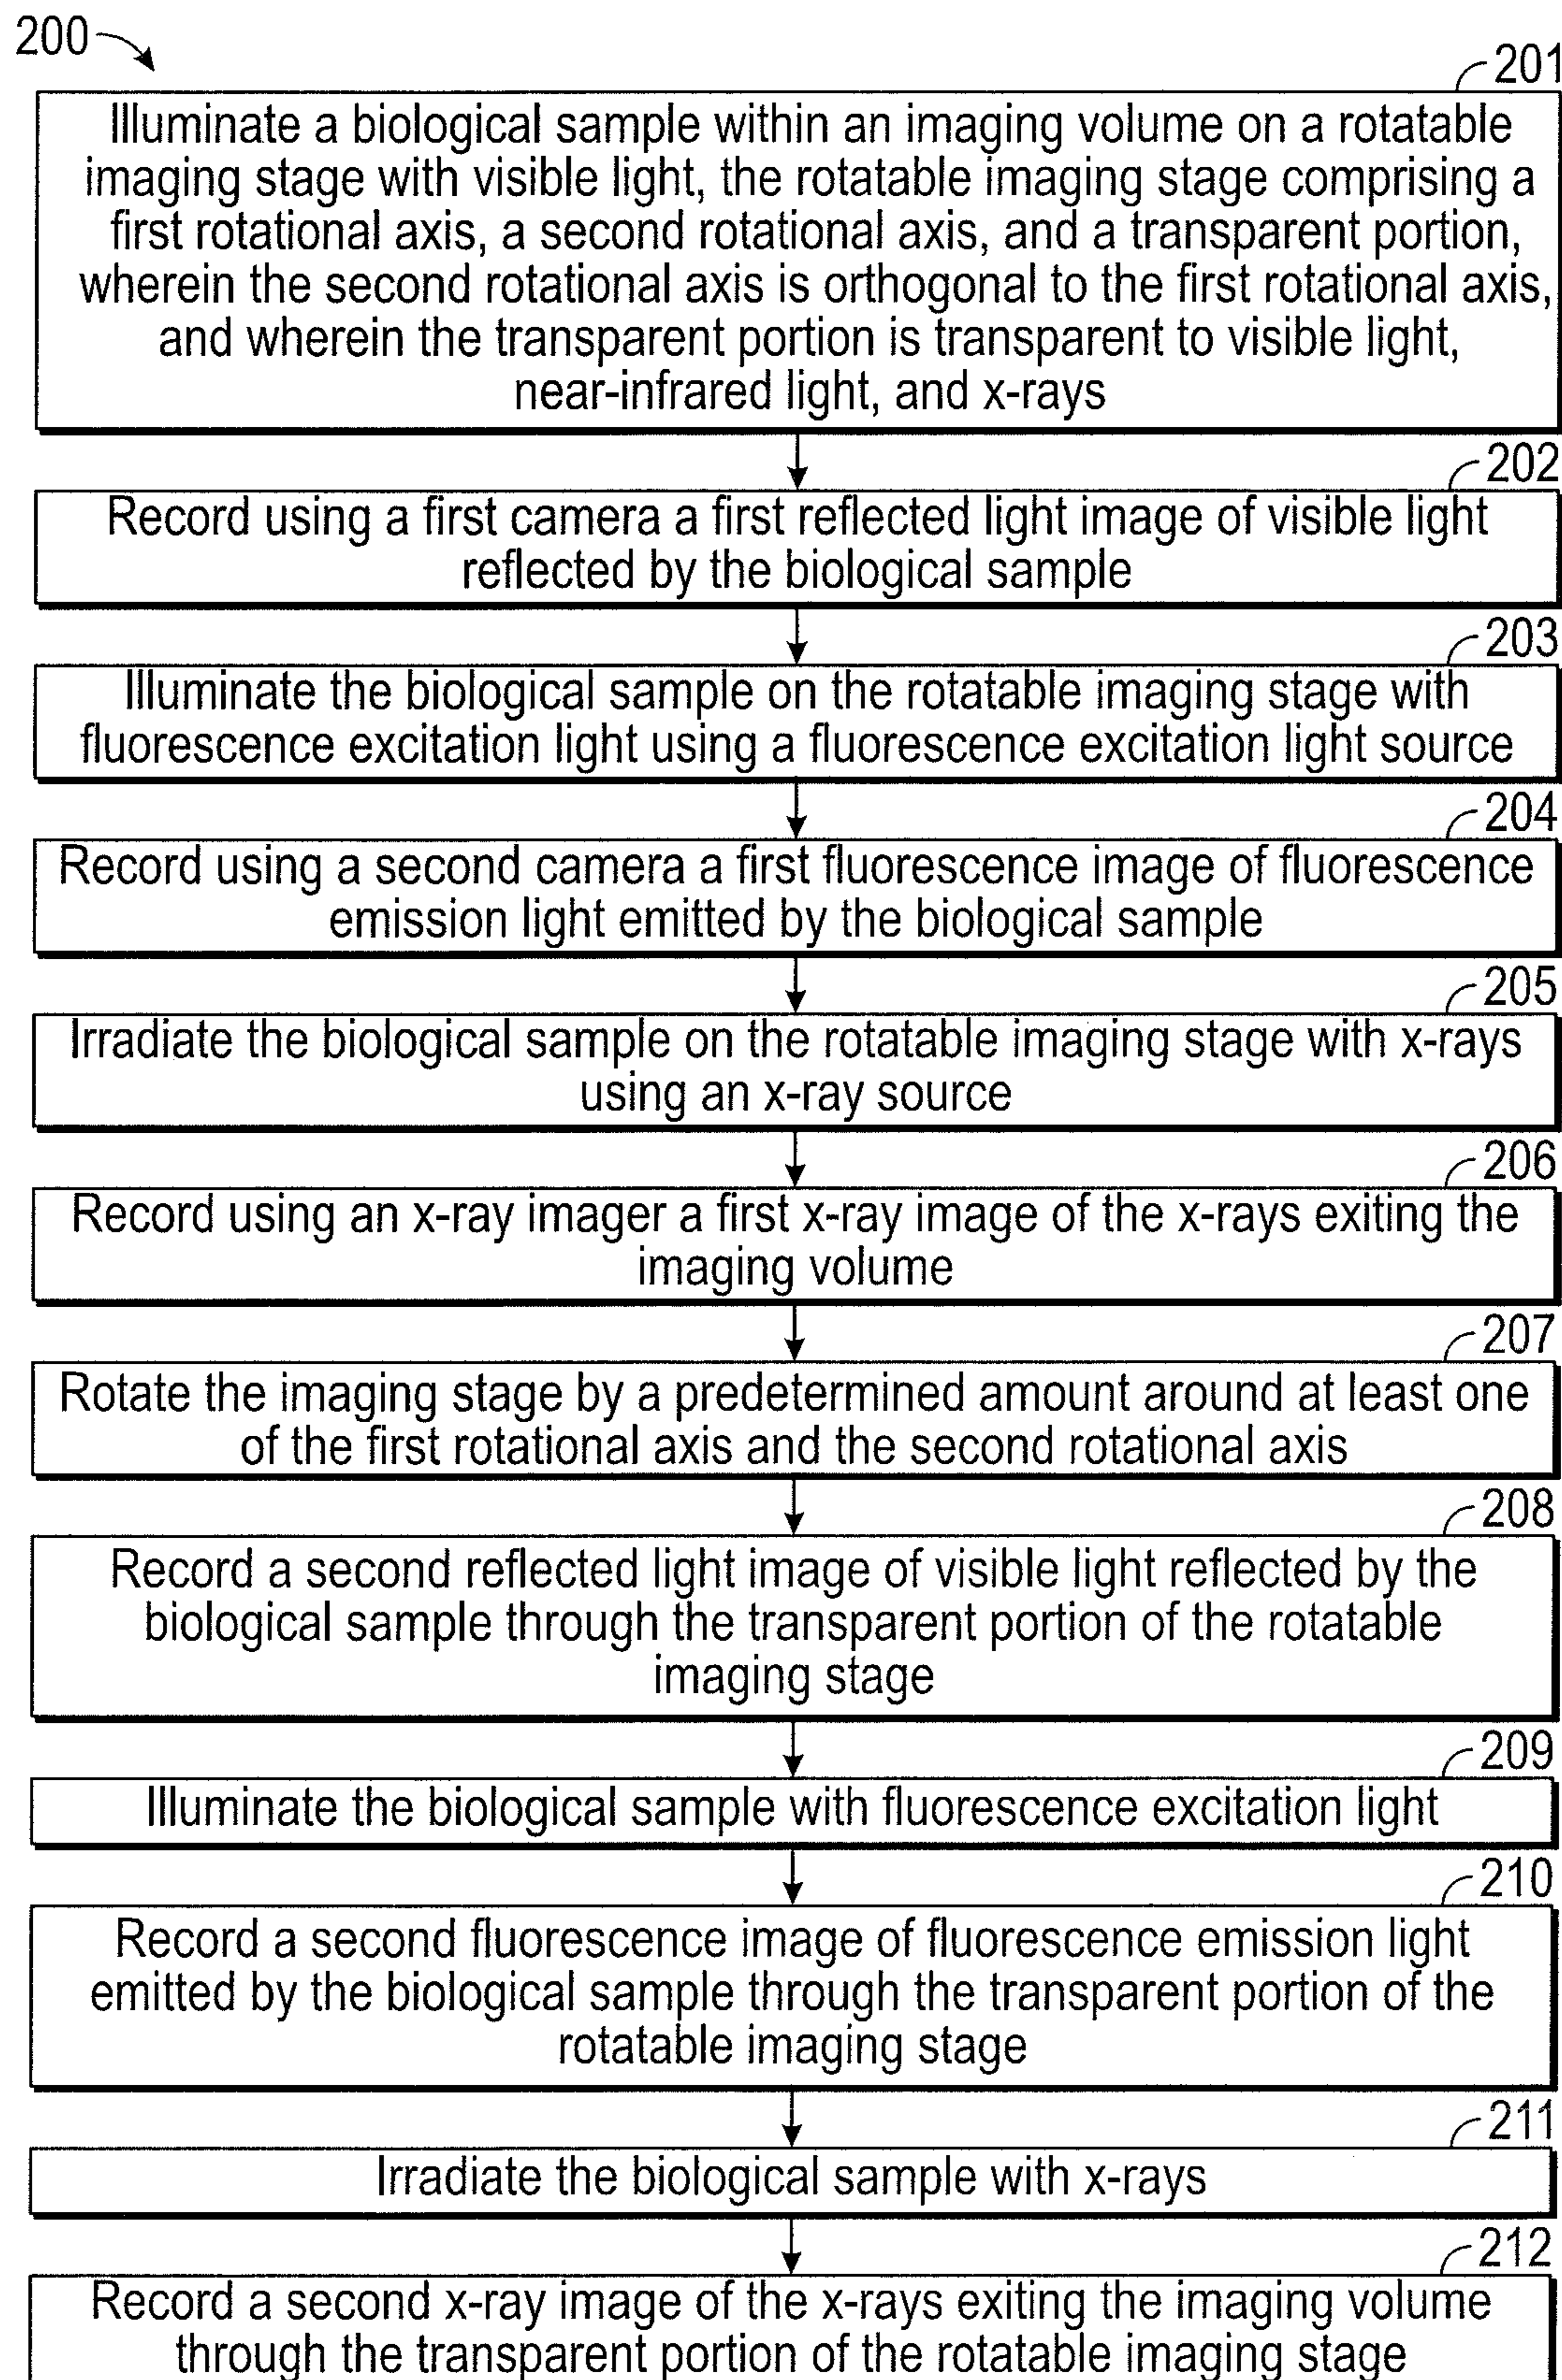 200
201
Illuminate a biological sample within an imaging volume on a rotatable
imaging stage with visible light, the rotatable imaging stage comprising a
first rotational axis, a second rotational axis, and a transparent portion,
wherein the second rotational axis is orthogonal to the first rotational axis,
and wherein the transparent portion is transparent to visible light,
near-infrared light, and x-rays
202
Record using a first camera a first reflected light image of visible light
reflected by the biological sample
203
Illuminate the biological sample on the rotatable imaging stage with
fluorescence excitation light using a fluorescence excitation light source
204
Record using a second camera a first fluorescence image of fluorescence
emission light emitted by the biological sample
205
Irradiate the biological sample on the rotatable imaging stage with x-rays
using an x-ray source
206
Record using an x-ray imager a first x-ray image of the x-rays exiting the
imaging volume
207
Rotate the imaging stage by a predetermined amount around at least one
of the first rotational axis and the second rotational axis
208
Record a second reflected light image of visible light reflected by the
biological sample through the transparent portion of the rotatable
imaging stage
209
Illuminate the biological sample with fluorescence excitation light
210
Record a second fluorescence image of fluorescence emission light
emitted by the biological sample through the transparent portion of the
rotatable imaging stage
211
Irradiate the biological sample with x-rays
212
Record a second x-ray image of the x-rays exiting the imaging volume
through the transparent portion of the rotatable imaging stage